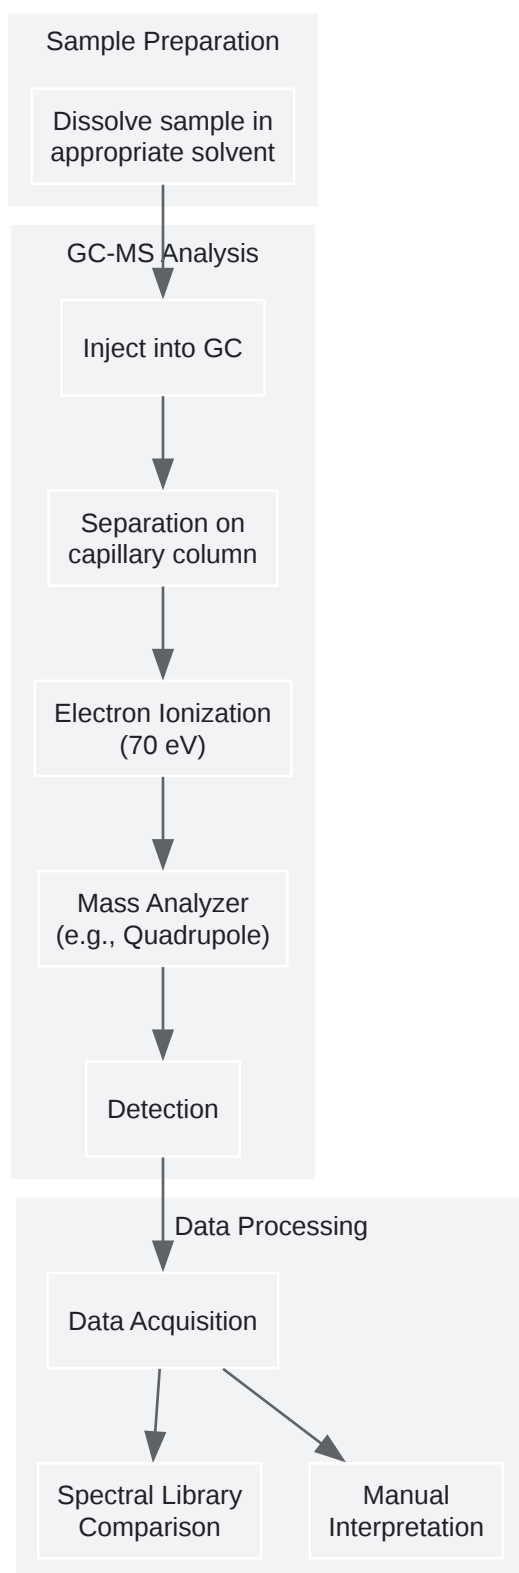 Sample Preparation
Dissolve sample in
appropriate solvent
GC-MS Analysis
Inject into GC
Separation on
capillary column
Electron Ionization
(70 eV)
Mass Analyzer
(e.g., Quadrupole)
Detection
Data Processing
Data Acquisition
Spectral Library
Comparison
Manual
Interpretation